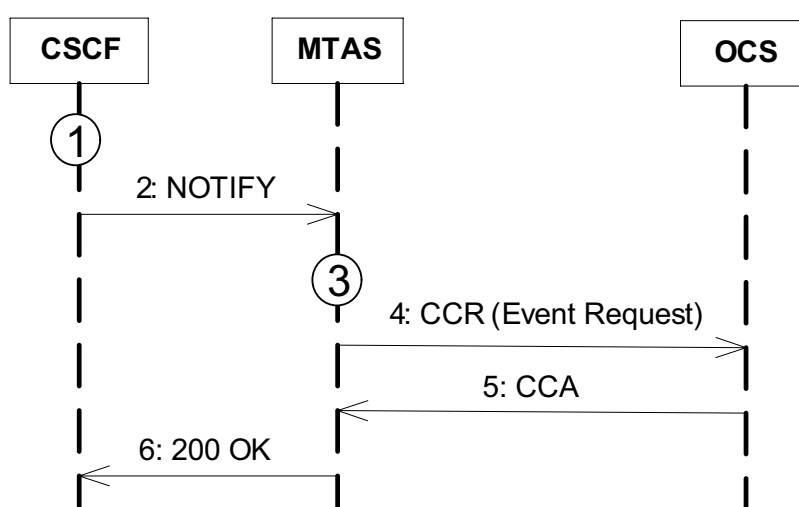 CSCF MTAS OCS
1
2: NOTIFY
3
4: CCR (Event Request)
5: CCA
6: 200 OK